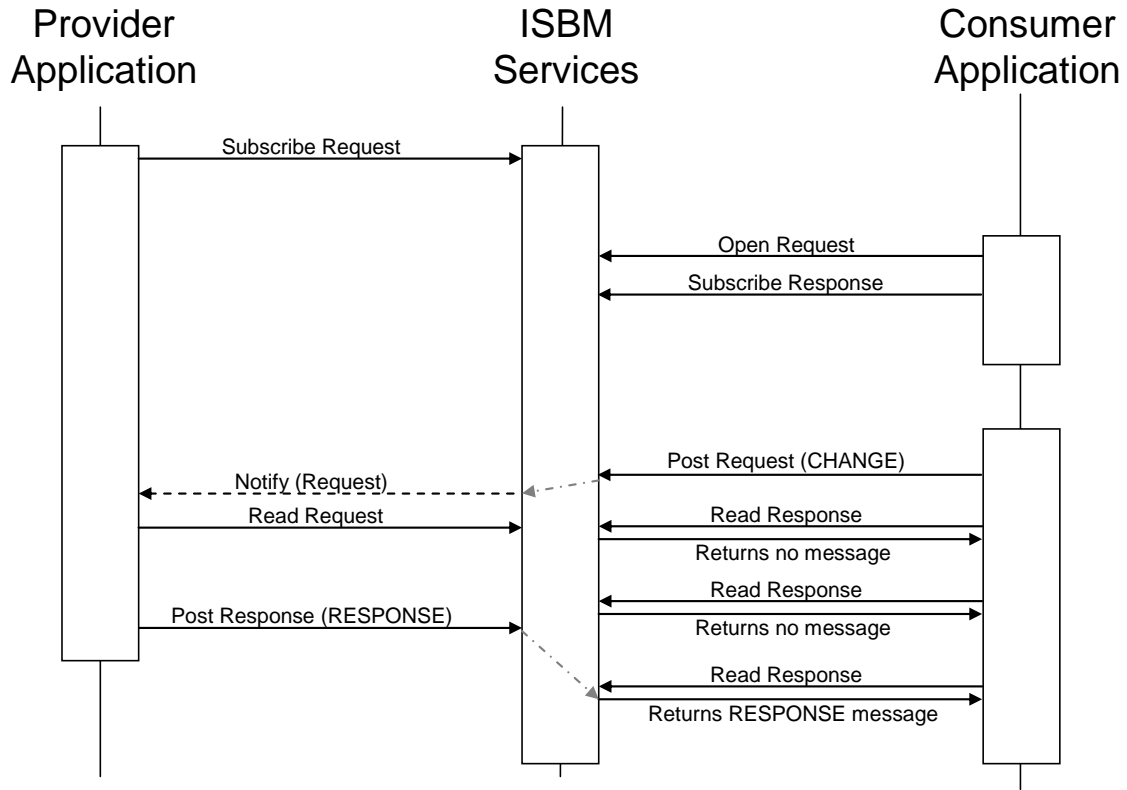 Provider
Application
ISBM
Services
Consumer
Application
Subscribe Request
Open Request
Subscribe Response
Post Request (CHANGE)
Notify (Request)
Read Request
Read Response
Returns no message
Read Response
Returns no message
Post Response (RESPONSE)
Read Response
Returns RESPONSE message